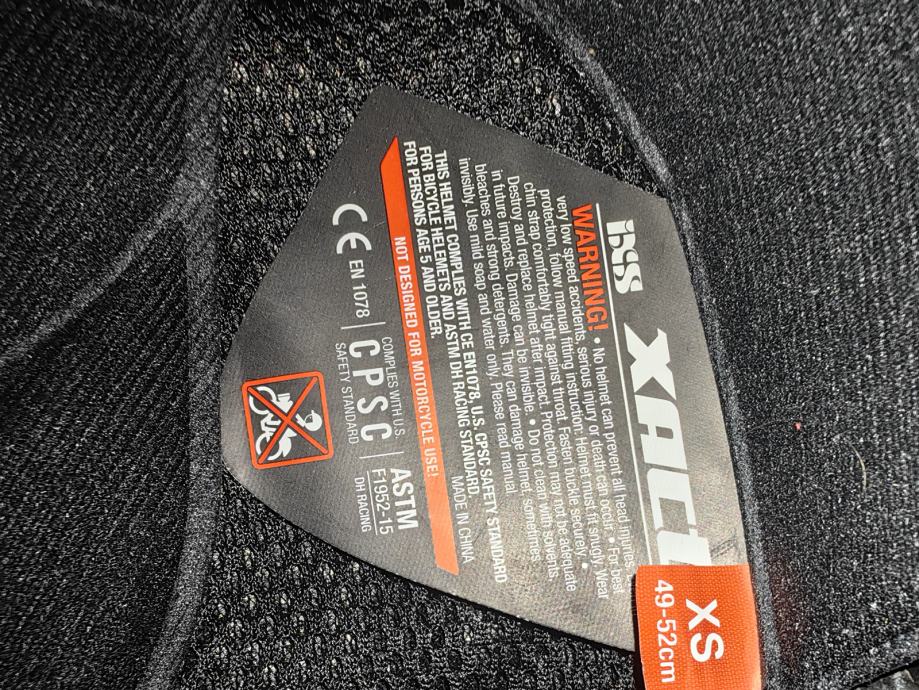 iXS XACT
WARNING! • No helmet can prevent all head injuries.
very low speed accidents, serious injury or death can occur. • For best
protection, follow manual fitting instruction. Helmet must fit snugly. Wear
chin strap comfortably tight against throat. Fasten buckle securely. •
Destroy and replace helmet after impact. Protection may not be adequate
in future impacts. Damage can be invisible. • Do not clean with solvents,
bleaches and strong detergents. They can damage helmet, sometimes
invisibly. Use mild soap and water only. Please read manual.
MADE IN CHINA
THIS HELMET COMPLIES WITH CE EN1078, U.S. CPSC SAFETY STANDARD
FOR BICYCLE HELEMETS AND ASTM DH RACING STANDARD.
FOR PERSONS AGE 5 AND OLDER.
NOT DESIGNED FOR MOTORCYCLE USE!
CE EN 1078
COMPLIES WITH U.S
CPSC
SAFETY STANDARD
ASTM
F1952-15
DH RACING
XS
49-52cm